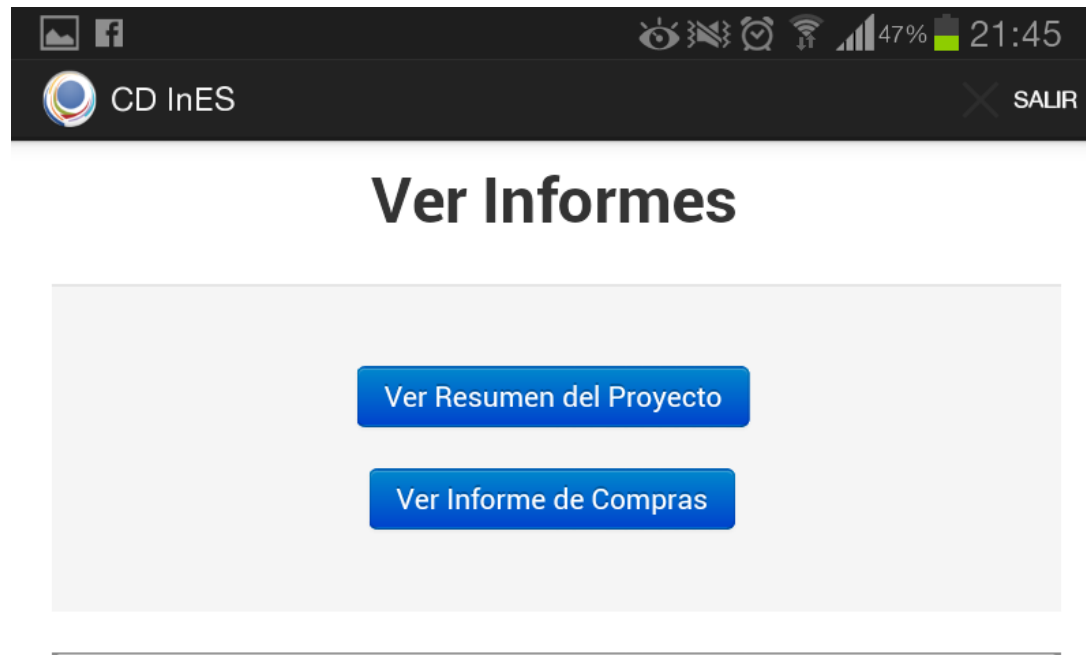 47% 21:45
CD InES SALIR
Ver Informes
Ver Resumen del Proyecto
Ver Informe de Compras